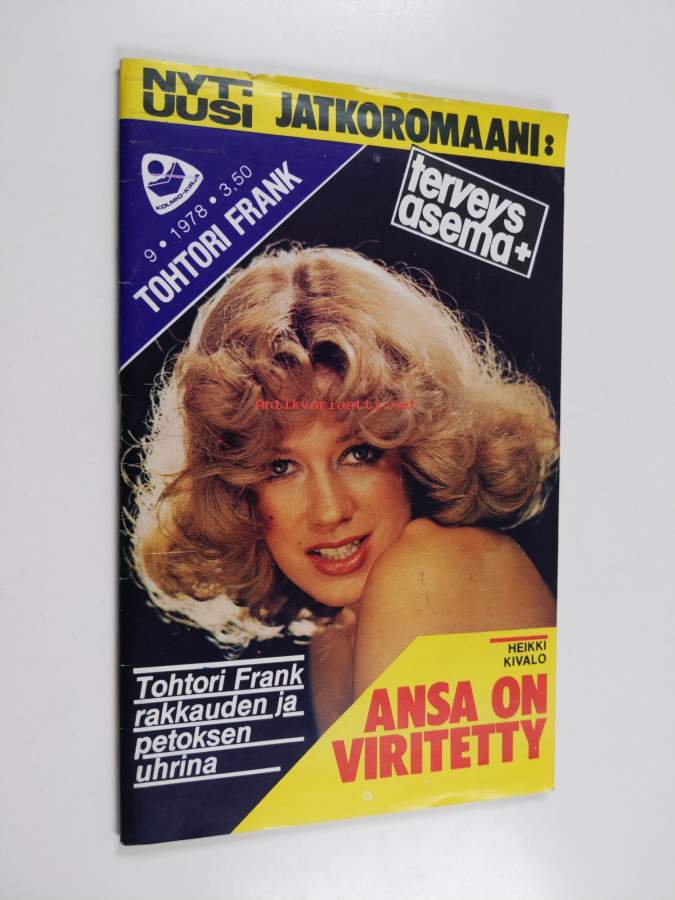 NYT:
UUSI JATKOROMAANI:
KOLMIO-KIRJA
9 • 1978 • 3,50
TOHTORI FRANK
terveys
asema+
Antikvariaatti.net
Tohtori Frank
rakkauden ja
petoksen
uhrina
HEIKKI
KIVALO
ANSA ON
VIRITETTY